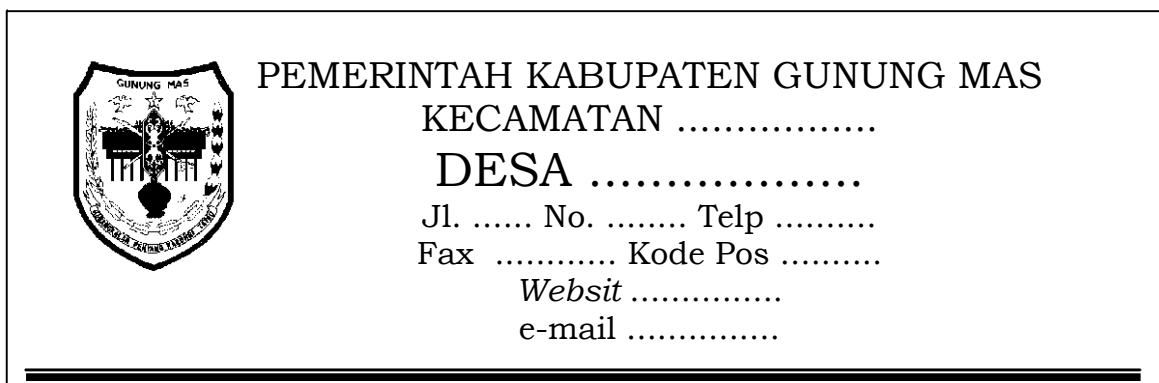 GUNUNG MAS
PEMERINTAH KABUPATEN GUNUNG MAS
KECAMATAN .................
DESA ..................
Jl. ...... No. ........ Telp ..........
Fax ............ Kode Pos ..........
Websit ...............
e-mail ...............